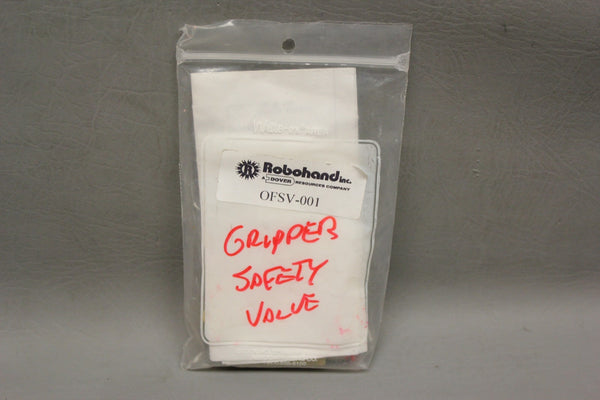 R Robohand inc.
A DOVER RESOURCES COMPANY
OFSV-001
GRIPPER
SAFETY
VALVE